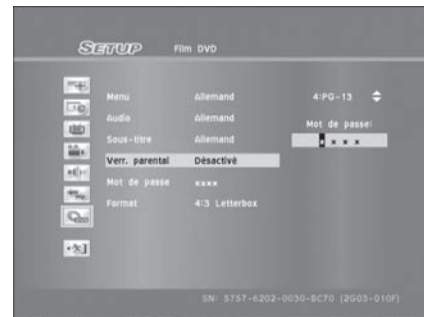 SETUP Film DVD
Menu Allemand 4:PG-13
Audio Allemand
Mot de passe:
Sous-titre Allemand x x x x
Verr. parental Désactivé
Mot de passe xxxx
Format 4:3 Letterbox
SN: 5757-6202-0030-8C70 (2G03-010F)